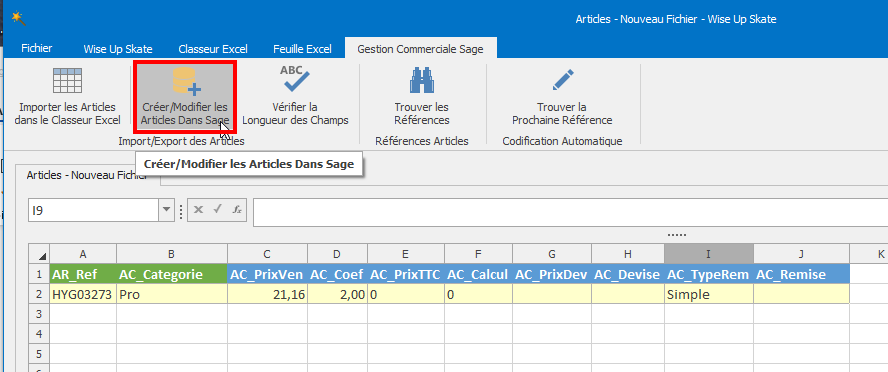 Articles - Nouveau Fichier - Wise Up Skate
Fichier Wise Up Skate Classeur Excel Feuille Excel Gestion Commerciale Sage
Importer les Articles
dans le Classeur Excel
Créer/Modifier les
Articles Dans Sage
ABC
Vérifier la
Longueur des Champs
Trouver les
Références
Trouver la
Prochaine Référence
Import/Export des Articles Références Articles Codification Automatique
Créer/Modifier les Articles Dans Sage
Articles - Nouveau Fichier
I9 fx
A B C D E F G H I J K
1 AR_Ref AC_Categorie AC_PrixVen AC_Coef AC_PrixTTC AC_Calcul AC_PrixDev AC_Devise AC_TypeRem AC_Remise
2 HYG03273 Pro 21,16 2,00 0 0 Simple
3
4
5